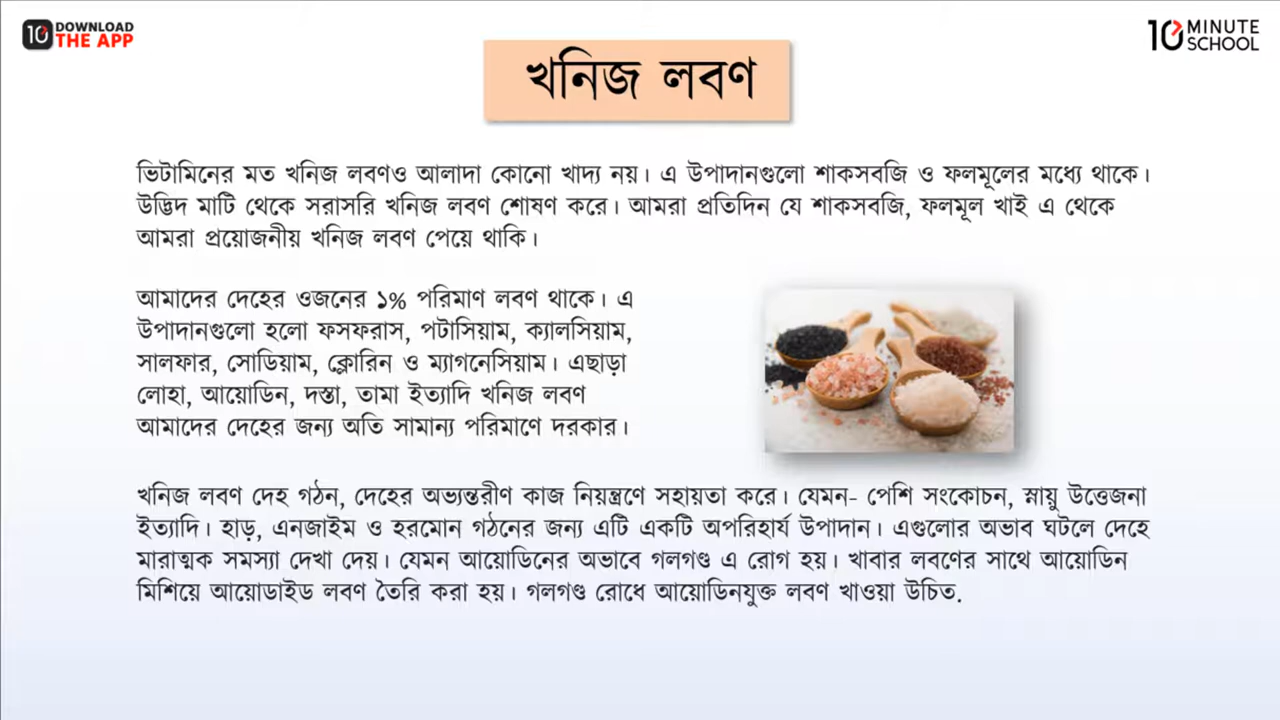 10 DOWNLOAD
THE APP
10 MINUTE
SCHOOL
খনিজ লবণ
ভিটামিনের মত খনিজ লবণও আলাদা কোনো খাদ্য নয়। এ উপাদানগুলো শাকসবজি ও ফলমূলের মধ্যে থাকে।
উদ্ভিদ মাটি থেকে সরাসরি খনিজ লবণ শোষণ করে। আমরা প্রতিদিন যে শাকসবজি, ফলমূল খাই এ থেকে
আমরা প্রয়োজনীয় খনিজ লবণ পেয়ে থাকি।
আমাদের দেহের ওজনের ১% পরিমাণ লবণ থাকে। এ
উপাদানগুলো হলো ফসফরাস, পটাসিয়াম, ক্যালসিয়াম,
সালফার, সোডিয়াম, ক্লোরিন ও ম্যাগনেসিয়াম। এছাড়া
লোহা, আয়োডিন, দস্তা, তামা ইত্যাদি খনিজ লবণ
আমাদের দেহের জন্য অতি সামান্য পরিমাণে দরকার।
খনিজ লবণ দেহ গঠন, দেহের অভ্যন্তরীণ কাজ নিয়ন্ত্রণে সহায়তা করে। যেমন- পেশি সংকোচন, স্নায়ু উত্তেজনা
ইত্যাদি। হাড়, এনজাইম ও হরমোন গঠনের জন্য এটি একটি অপরিহার্য উপাদান। এগুলোর অভাব ঘটলে দেহে
মারাত্মক সমস্যা দেখা দেয়। যেমন আয়োডিনের অভাবে গলগণ্ড এ রোগ হয়। খাবার লবণের সাথে আয়োডিন
মিশিয়ে আয়োডাইড লবণ তৈরি করা হয়। গলগণ্ড রোধে আয়োডিনযুক্ত লবণ খাওয়া উচিত.